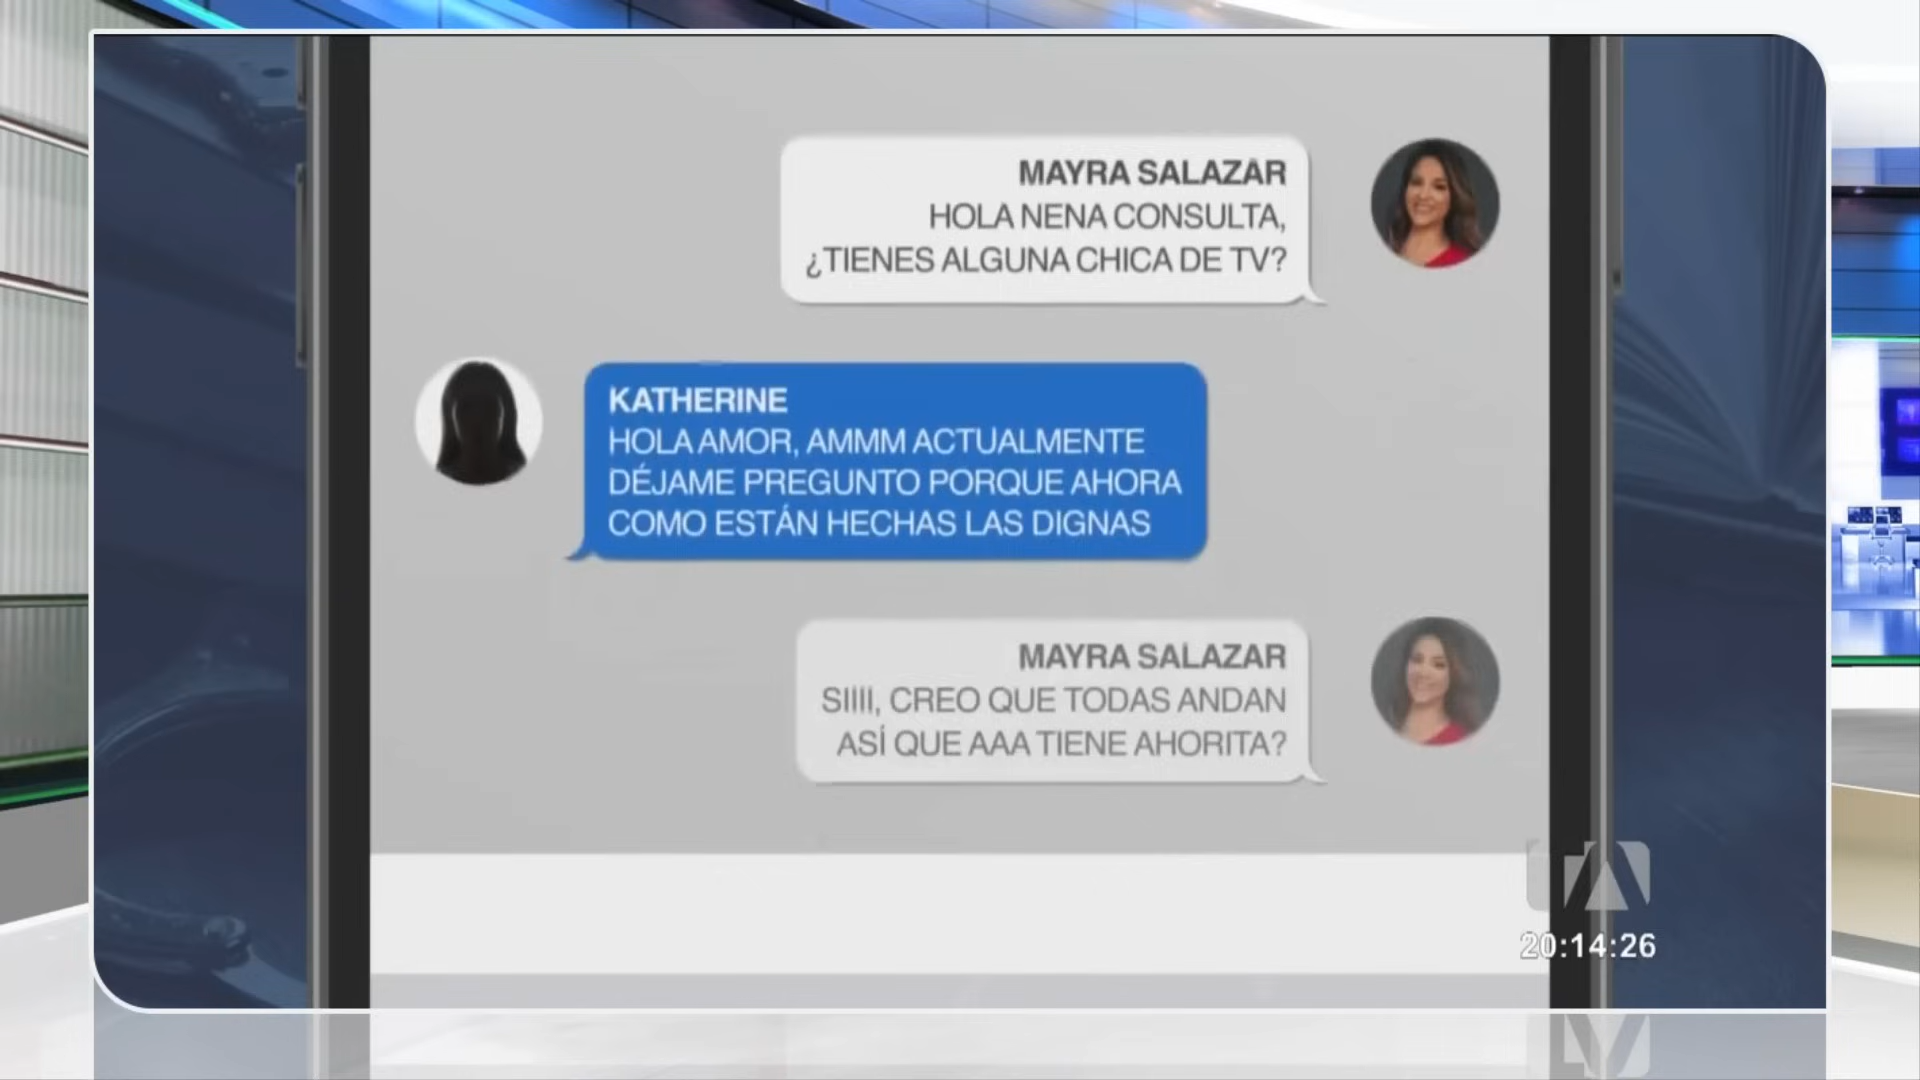 MAYRA SALAZAR
HOLA NENA CONSULTA,
¿TIENES ALGUNA CHICA DE TV?
KATHERINE
HOLA AMOR, AMMM ACTUALMENTE
DÉJAME PREGUNTO PORQUE AHORA
COMO ESTÁN HECHAS LAS DIGNAS
MAYRA SALAZAR
SIIII, CREO QUE TODAS ANDAN
ASÍ QUE AAA TIENE AHORITA?
20:14:26